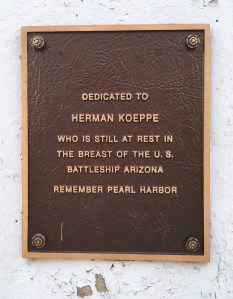 DEDICATED TO
HERMAN KOEPPE
WHO IS STILL AT REST IN
THE BREAST OF THE U. S.
BATTLESHIP ARIZONA
REMEMBER PEARL HARBOR